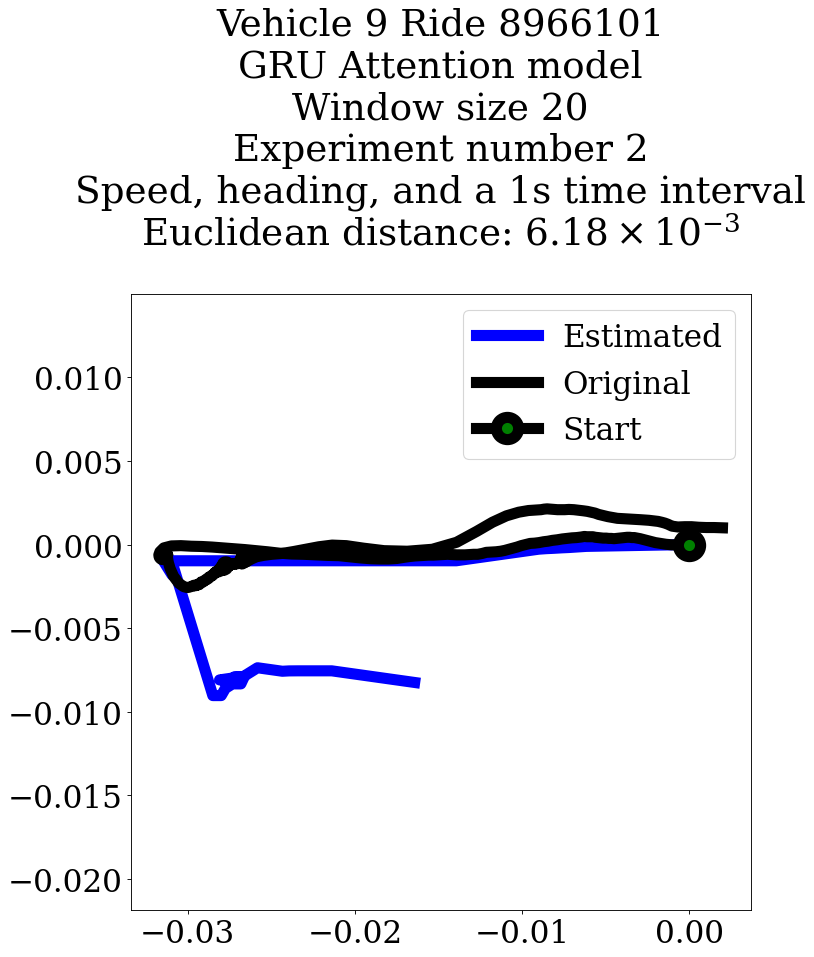 Vehicle 9 Ride 8966101
GRU Attention model
Window size 20
Experiment number 2
Speed, heading, and a 1s time interval
Euclidean distance: 6.18 × 10⁻³
Estimated
Original
Start
0.010
0.005
0.000
−0.005
−0.010
−0.015
−0.020
−0.03 −0.02 −0.01 0.00